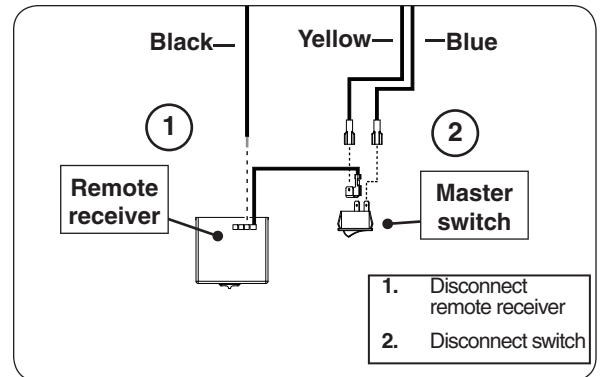 Black
Yellow
Blue
1
2
Remote
receiver
Master
switch
1. Disconnect
remote receiver
2. Disconnect switch